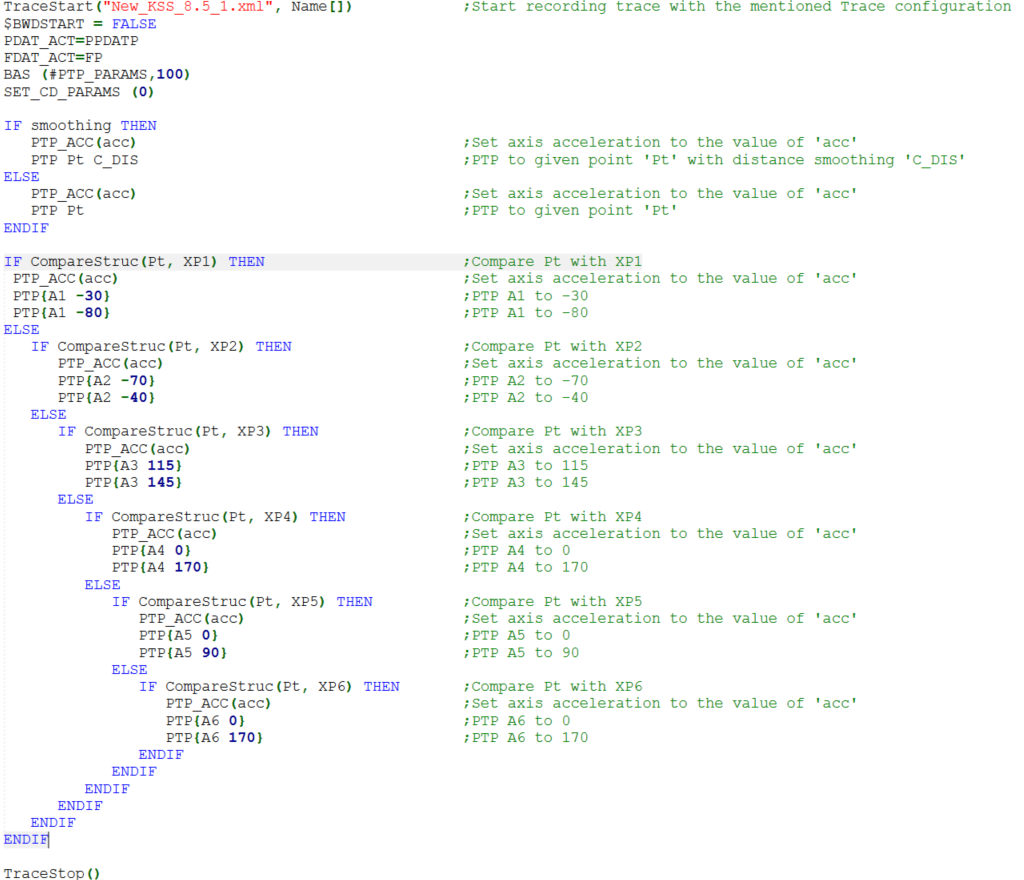 TraceStart("New_KSS_8.5_1.xml", Name[]) ;Start recording trace with the mentioned Trace configuration
$BWDSTART = FALSE
PDAT_ACT=PPDATP
FDAT_ACT=FP
BAS (#PTP_PARAMS,100)
SET_CD_PARAMS (0)
IF smoothing THEN
PTP_ACC(acc) ;Set axis acceleration to the value of 'acc'
PTP Pt C_DIS ;PTP to given point 'Pt' with distance smoothing 'C_DIS'
ELSE
PTP_ACC(acc) ;Set axis acceleration to the value of 'acc'
PTP Pt ;PTP to given point 'Pt'
ENDIF
IF CompareStruc(Pt, XP1) THEN ;Compare Pt with XP1
PTP_ACC(acc) ;Set axis acceleration to the value of 'acc'
PTP{A1 -30} ;PTP A1 to -30
PTP{A1 -80} ;PTP A1 to -80
ELSE
IF CompareStruc(Pt, XP2) THEN ;Compare Pt with XP2
PTP_ACC(acc) ;Set axis acceleration to the value of 'acc'
PTP{A2 -70} ;PTP A2 to -70
PTP{A2 -40} ;PTP A2 to -40
ELSE
IF CompareStruc(Pt, XP3) THEN ;Compare Pt with XP3
PTP_ACC(acc) ;Set axis acceleration to the value of 'acc'
PTP{A3 115} ;PTP A3 to 115
PTP{A3 145} ;PTP A3 to 145
ELSE
IF CompareStruc(Pt, XP4) THEN ;Compare Pt with XP4
PTP_ACC(acc) ;Set axis acceleration to the value of 'acc'
PTP{A4 0} ;PTP A4 to 0
PTP{A4 170} ;PTP A4 to 170
ELSE
IF CompareStruc(Pt, XP5) THEN ;Compare Pt with XP5
PTP_ACC(acc) ;Set axis acceleration to the value of 'acc'
PTP{A5 0} ;PTP A5 to 0
PTP{A5 90} ;PTP A5 to 90
ELSE
IF CompareStruc(Pt, XP6) THEN ;Compare Pt with XP6
PTP_ACC(acc) ;Set axis acceleration to the value of 'acc'
PTP{A6 0} ;PTP A6 to 0
PTP{A6 170} ;PTP A6 to 170
ENDIF
ENDIF
ENDIF
ENDIF
ENDIF
ENDIF
TraceStop()